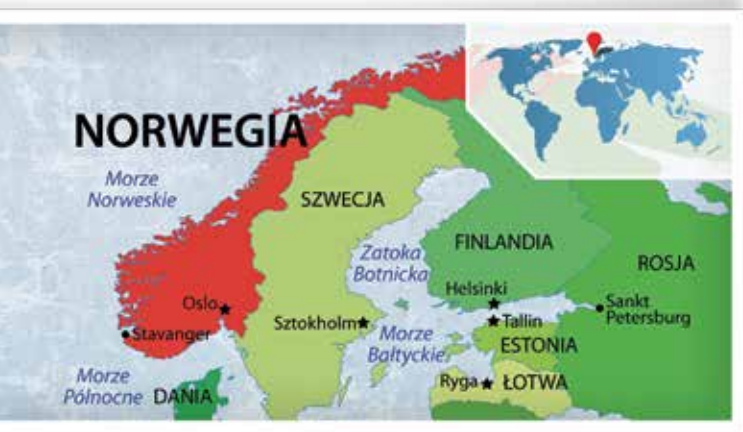 NORWEGIA
Morze
Norweskie
SZWECJA
Zatoka
Botnicka
FINLANDIA
ROSJA
Helsinki
Oslo
Sankt
Petersburg
Sztokholm
Tallin
Stavanger
Morze
Bałtyckie
ESTONIA
Morze
Północne
DANIA
Ryga
ŁOTWA